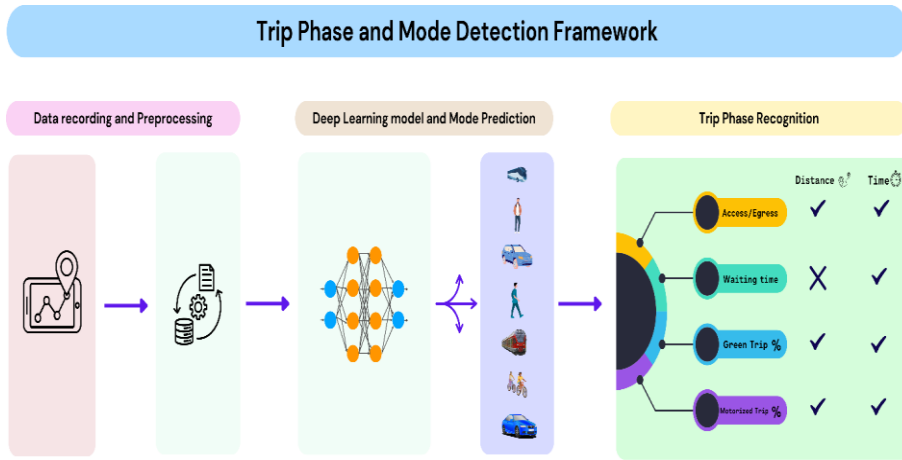 Trip Phase and Mode Detection Framework
Data recording and Preprocessing
Deep Learning model and Mode Prediction
Trip Phase Recognition
Distance
Time
Access/Egress
Waiting time
Green Trip %
Motorized Trip %